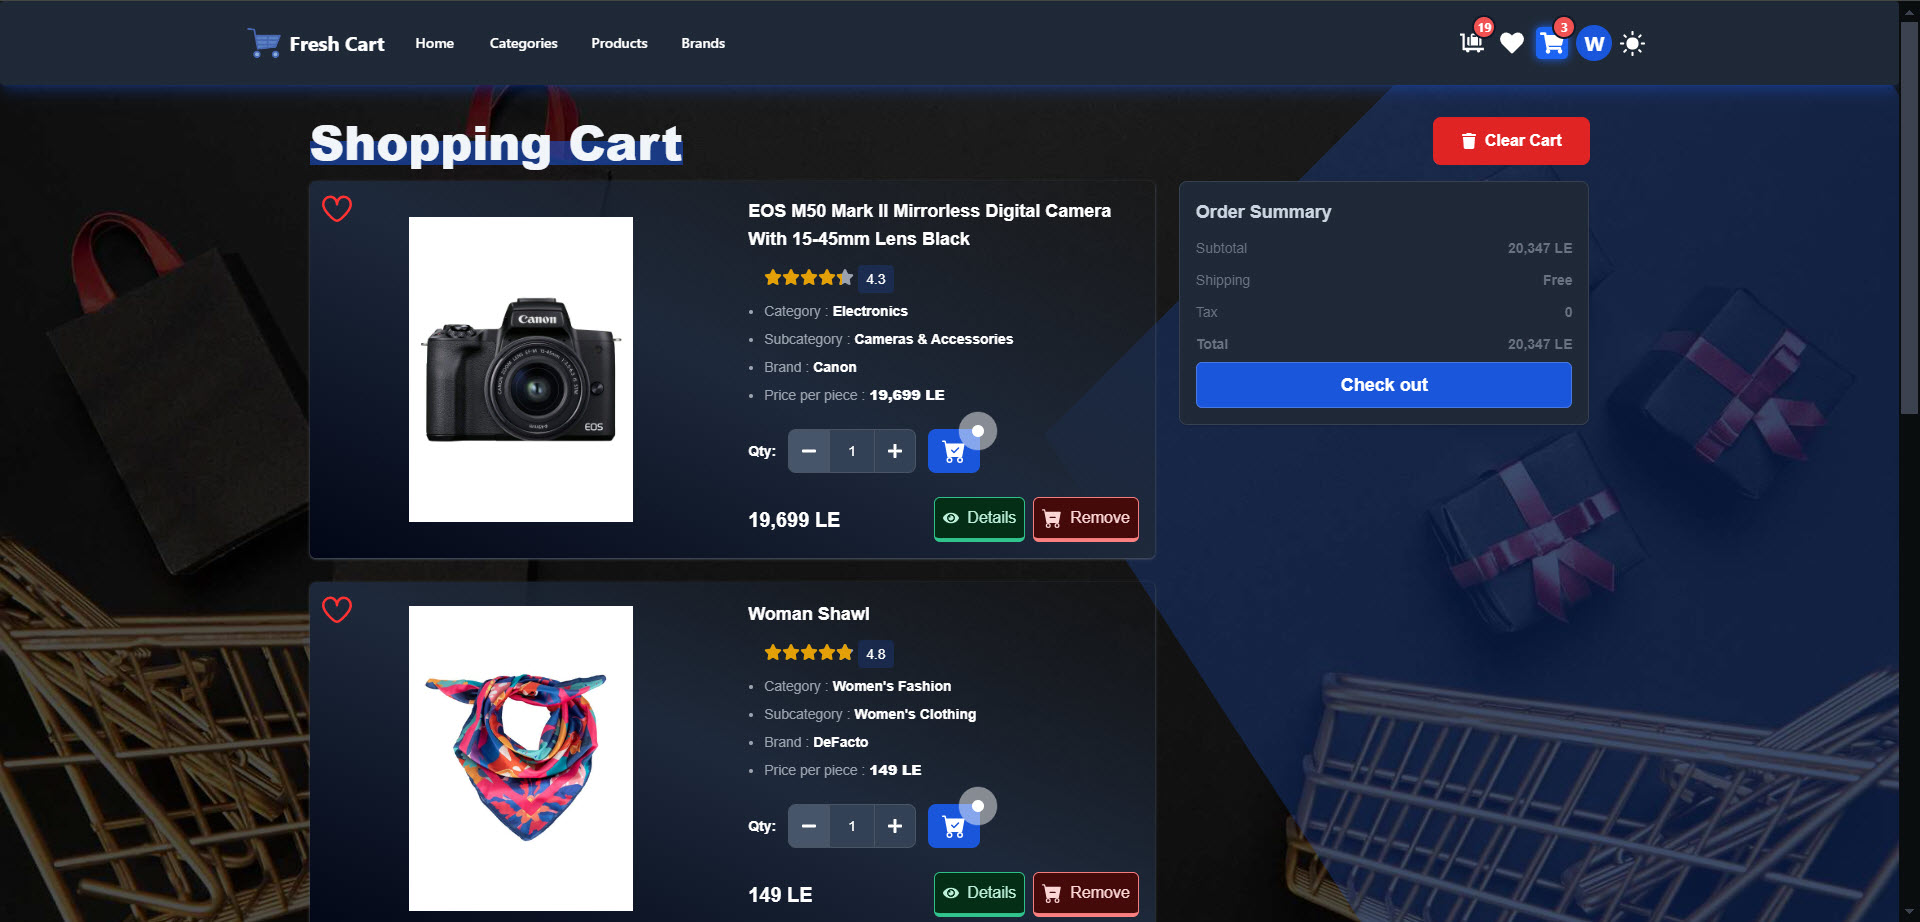 Fresh Cart
Home
Categories
Products
Brands
19
3
W
Shopping Cart
Clear Cart
EOS M50 Mark II Mirrorless Digital Camera
With 15-45mm Lens Black
4.3
Category : Electronics
Subcategory : Cameras & Accessories
Brand : Canon
Price per piece : 19,699 LE
Qty:
1
19,699 LE
Details
Remove
Canon
EOS
Order Summary
Subtotal 20,347 LE
Shipping Free
Tax 0
Total 20,347 LE
Check out
Woman Shawl
4.8
Category : Women's Fashion
Subcategory : Women's Clothing
Brand : DeFacto
Price per piece : 149 LE
Qty:
1
149 LE
Details
Remove